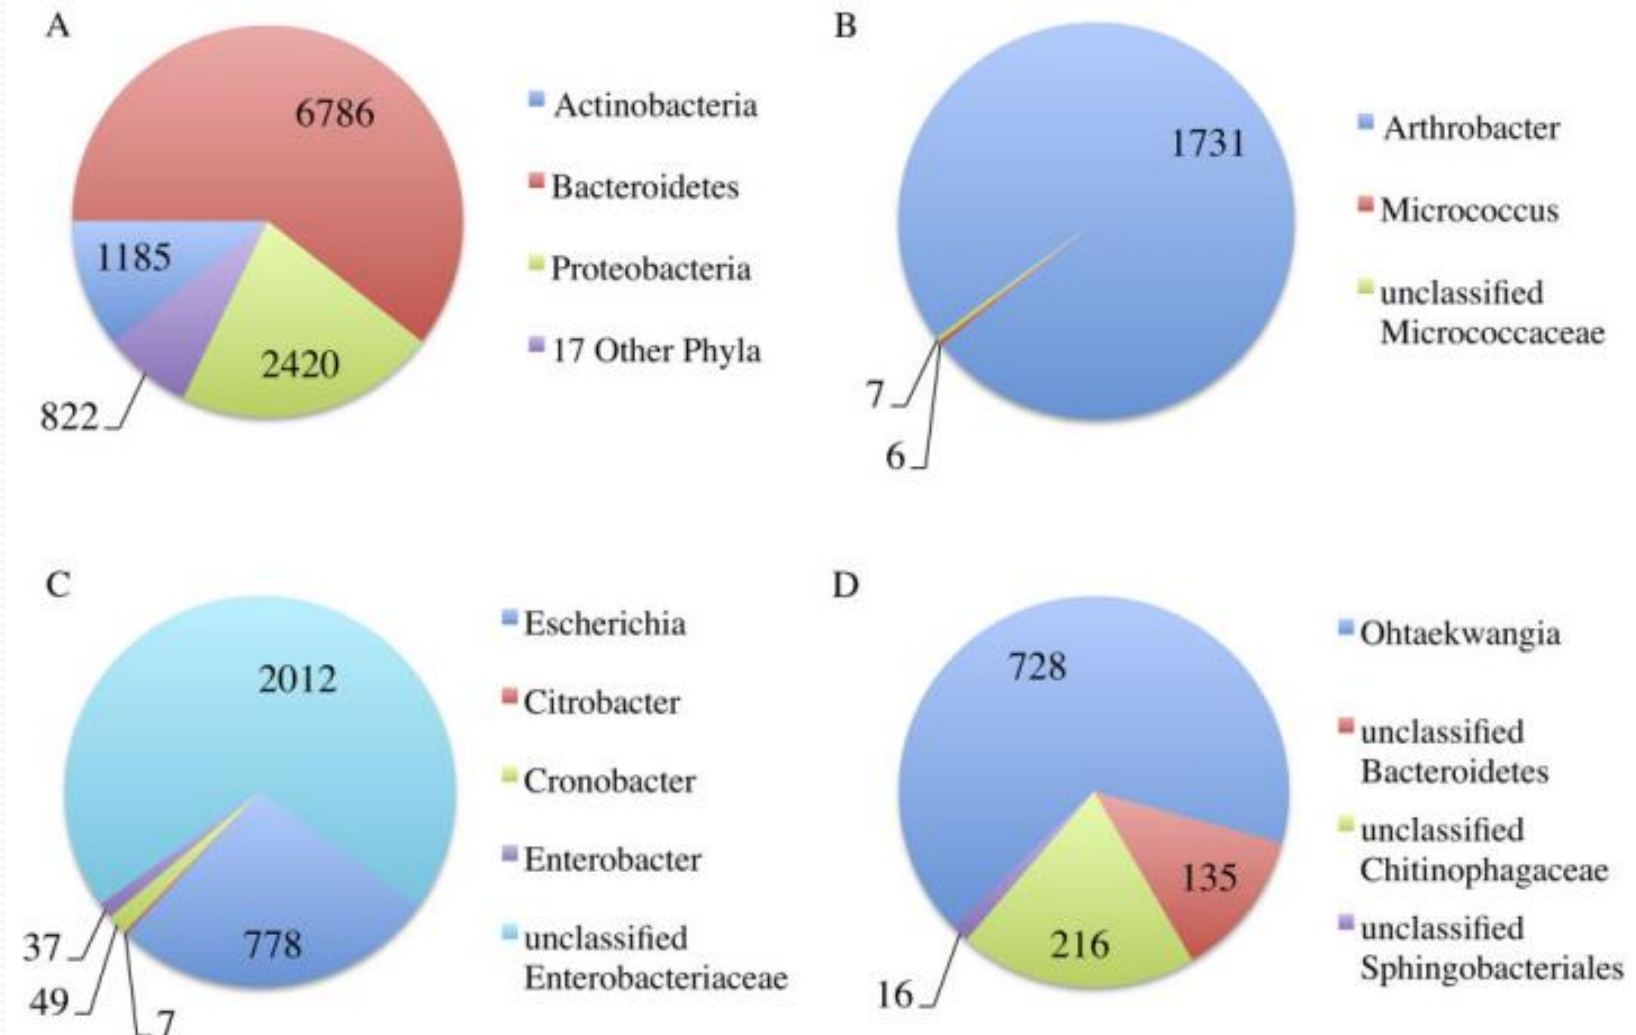 A
6786
1185
2420
822
Actinobacteria
Bacteroidetes
Proteobacteria
17 Other Phyla
B
1731
7
6
Arthrobacter
Micrococcus
unclassified
Micrococcaceae
C
2012
778
37
49
7
Escherichia
Citrobacter
Cronobacter
Enterobacter
unclassified
Enterobacteriaceae
D
728
135
216
16
Ohtaekwangia
unclassified
Bacteroidetes
unclassified
Chitinophagaceae
unclassified
Sphingobacteriales